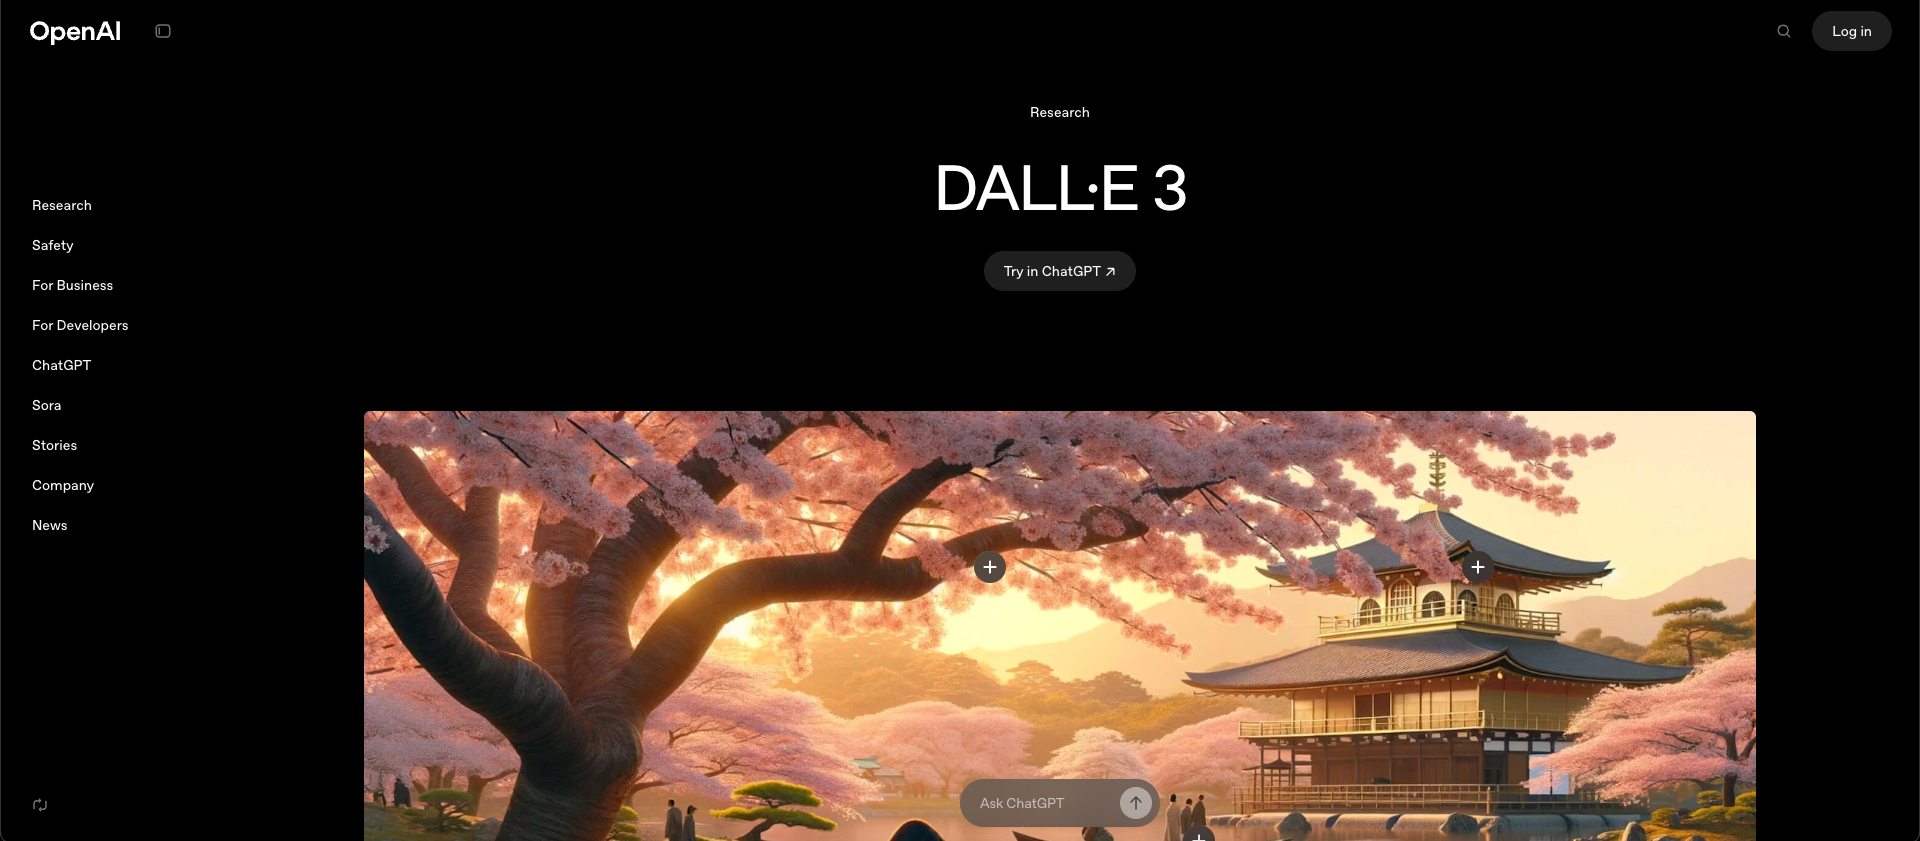 OpenAI
Log in
Research
DALL·E 3
Try in ChatGPT ↗
Research
Safety
For Business
For Developers
ChatGPT
Sora
Stories
Company
News
Ask ChatGPT